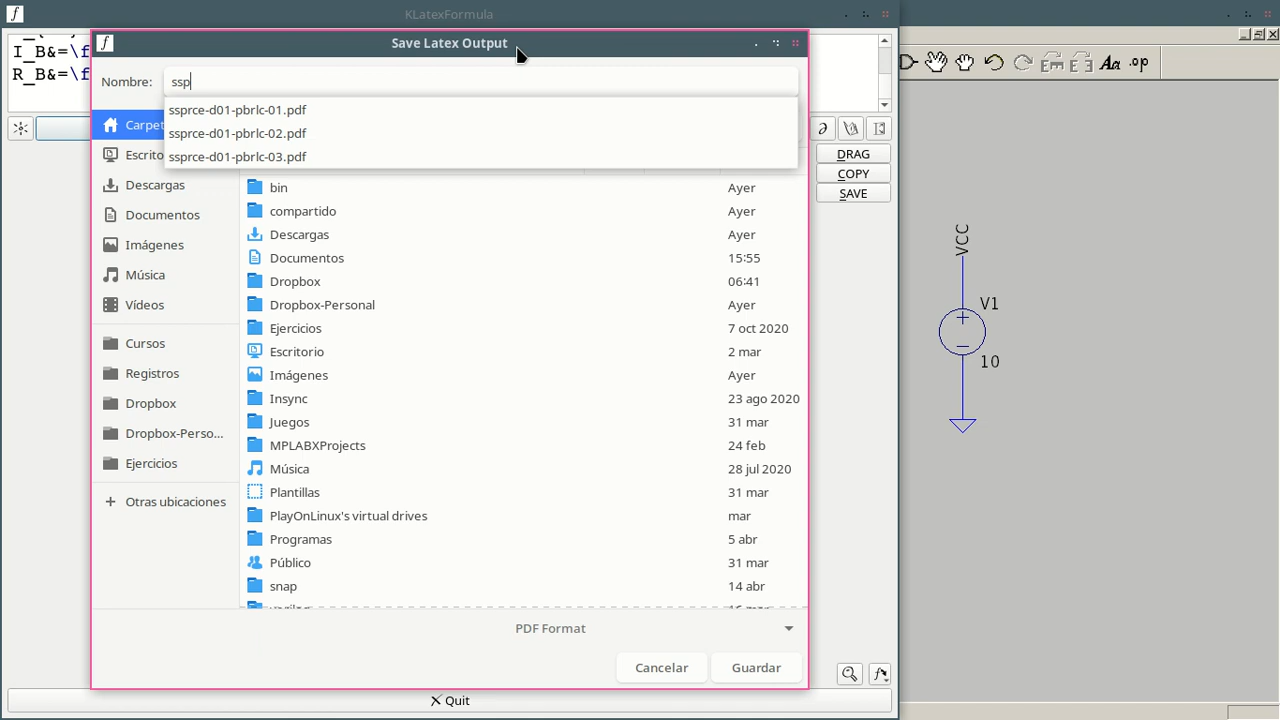 KLatexFormula
I_B&=\f
R_B&=\f
Save Latex Output
Nombre: ssp
ssprce-d01-pbrlc-01.pdf
ssprce-d01-pbrlc-02.pdf
ssprce-d01-pbrlc-03.pdf
Carpet
Escrito
Descargas
Documentos
Imágenes
Música
Vídeos
Cursos
Registros
Dropbox
Dropbox-Perso...
Ejercicios
+ Otras ubicaciones
bin Ayer
compartido Ayer
Descargas Ayer
Documentos 15:55
Dropbox 06:41
Dropbox-Personal Ayer
Ejercicios 7 oct 2020
Escritorio 2 mar
Imágenes Ayer
Insync 23 ago 2020
Juegos 31 mar
MPLABXProjects 24 feb
Música 28 jul 2020
Plantillas 31 mar
PlayOnLinux's virtual drives mar
Programas 5 abr
Público 31 mar
snap 14 abr
PDF Format
Cancelar Guardar
DRAG
COPY
SAVE
Quit
Aa .op
VCC
V1
10